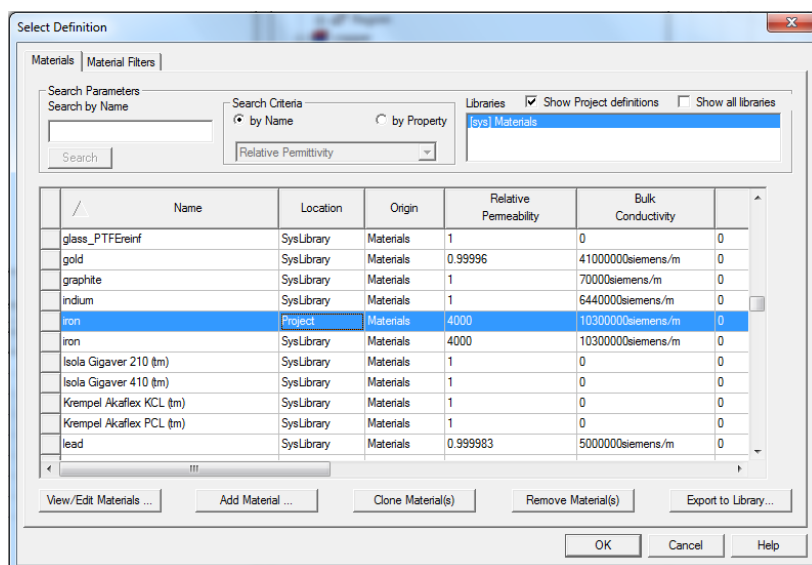 Select Definition
Materials
Material Filters
Search Parameters
Search by Name
Search
Search Criteria
by Name
by Property
Relative Permittivity
Libraries
Show Project definitions
Show all libraries
[sys] Materials
Name Location Origin Relative Permeability Bulk Conductivity
glass_PTFEreinf SysLibrary Materials 1 0 0
gold SysLibrary Materials 0.99996 41000000siemens/m 0
graphite SysLibrary Materials 1 70000siemens/m 0
indium SysLibrary Materials 1 6440000siemens/m 0
iron Project Materials 4000 10300000siemens/m 0
iron SysLibrary Materials 4000 10300000siemens/m 0
Isola Gigaver 210 (tm) SysLibrary Materials 1 0 0
Isola Gigaver 410 (tm) SysLibrary Materials 1 0 0
Krempel Akaflex KCL (tm) SysLibrary Materials 1 0 0
Krempel Akaflex PCL (tm) SysLibrary Materials 1 0 0
lead SysLibrary Materials 0.999983 5000000siemens/m 0
View/Edit Materials ... Add Material ... Clone Material(s) Remove Material(s) Export to Library...
OK Cancel Help